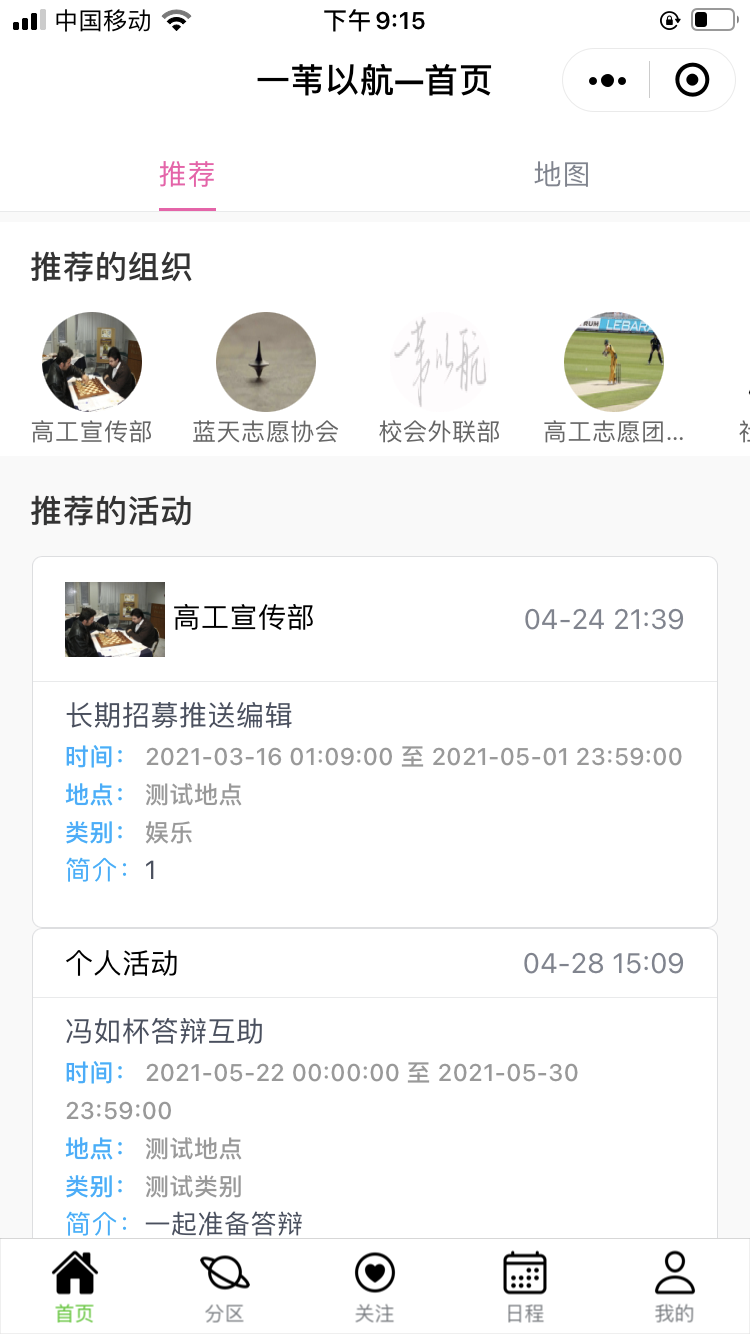 中国移动 下午9:15
一苇以航—首页
推荐 地图
推荐的组织
一苇以航
RUM LEBARA
高工宣传部 蓝天志愿协会 校会外联部 高工志愿团...
推荐的活动
高工宣传部 04-24 21:39
长期招募推送编辑
时间： 2021-03-16 01:09:00 至 2021-05-01 23:59:00
地点： 测试地点
类别： 娱乐
简介： 1
个人活动 04-28 15:09
冯如杯答辩互助
时间： 2021-05-22 00:00:00 至 2021-05-30
23:59:00
地点： 测试地点
类别： 测试类别
简介： 一起准备答辩
首页 分区 关注 日程 我的